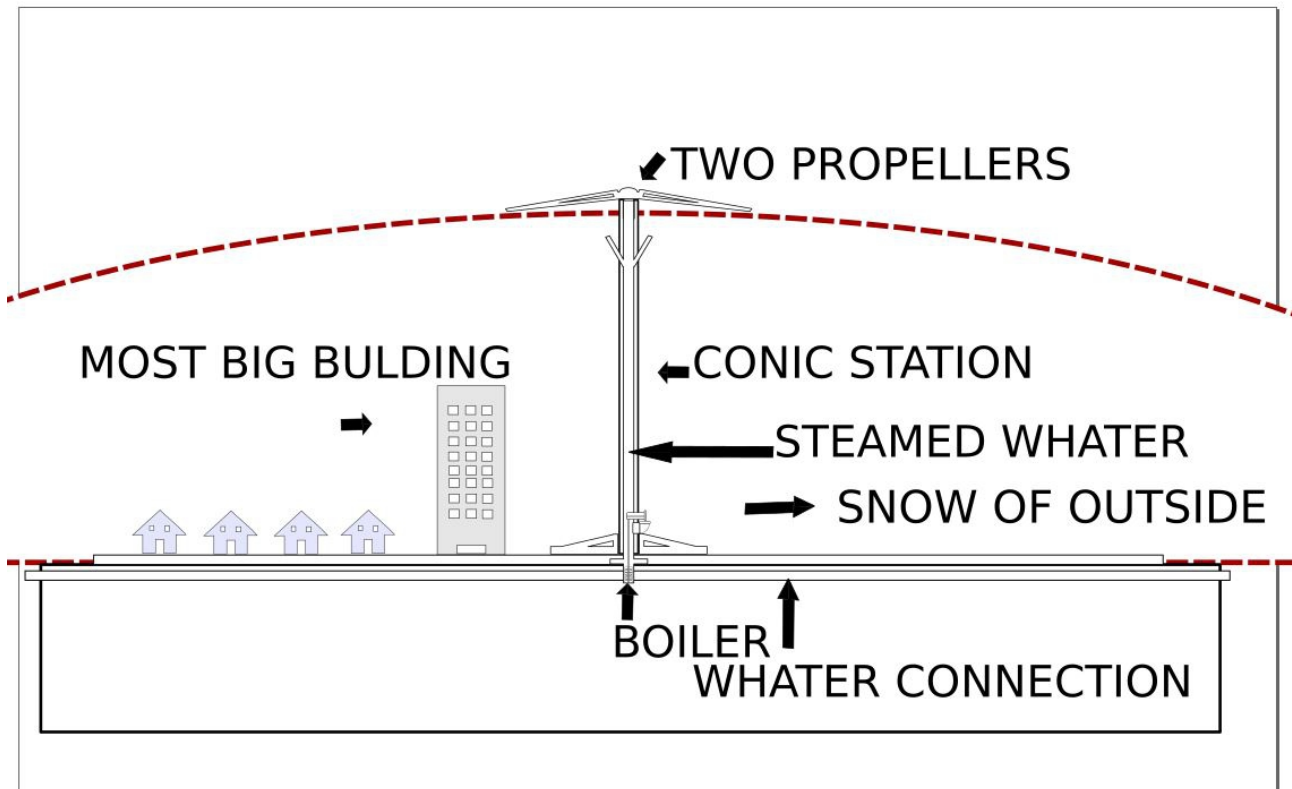 TWO PROPELLERS
MOST BIG BULDING
CONIC STATION
STEAMED WHATER
SNOW OF OUTSIDE
BOILER
WHATER CONNECTION